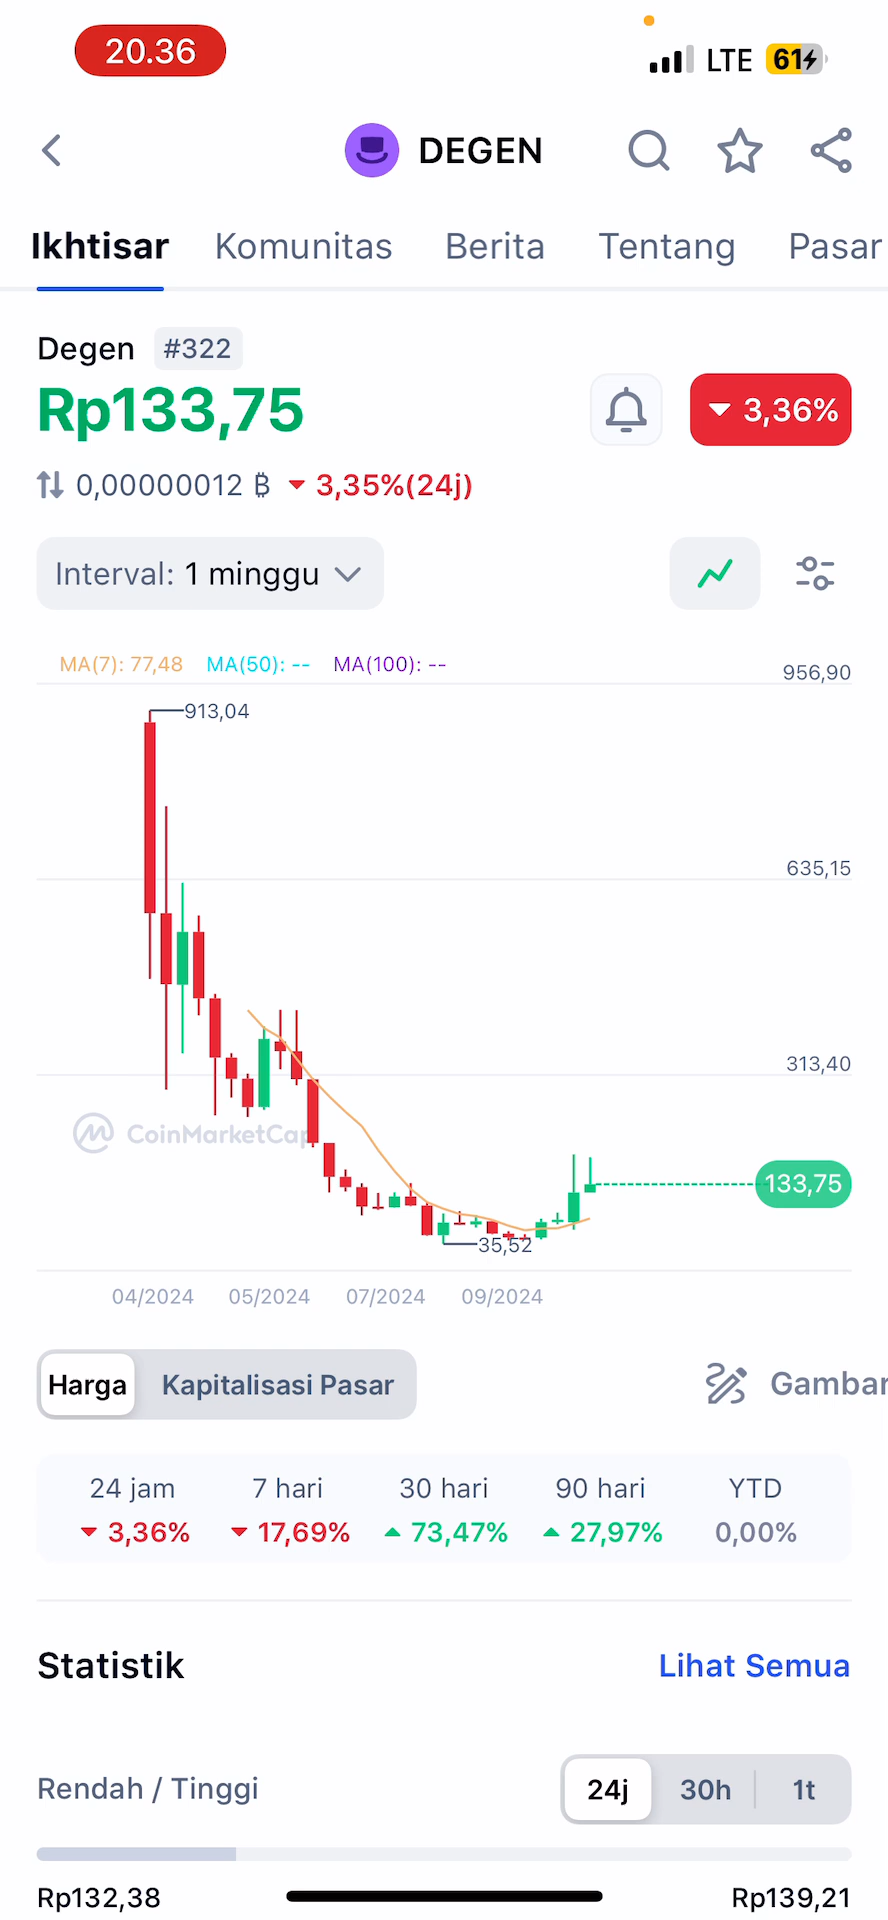 20.36
LTE 61
DEGEN
Ikhtisar Komunitas Berita Tentang Pasar
Degen #322
Rp133,75
3,36%
0,00000012 ₿ 3,35%(24j)
Interval: 1 minggu
MA(7): 77,48 MA(50): -- MA(100): --
956,90
913,04
635,15
313,40
CoinMarketCap
133,75
35,52
04/2024 05/2024 07/2024 09/2024
Harga Kapitalisasi Pasar Gambar
24 jam 7 hari 30 hari 90 hari YTD
3,36% 17,69% 73,47% 27,97% 0,00%
Statistik Lihat Semua
Rendah / Tinggi 24j 30h 1t
Rp132,38 Rp139,21